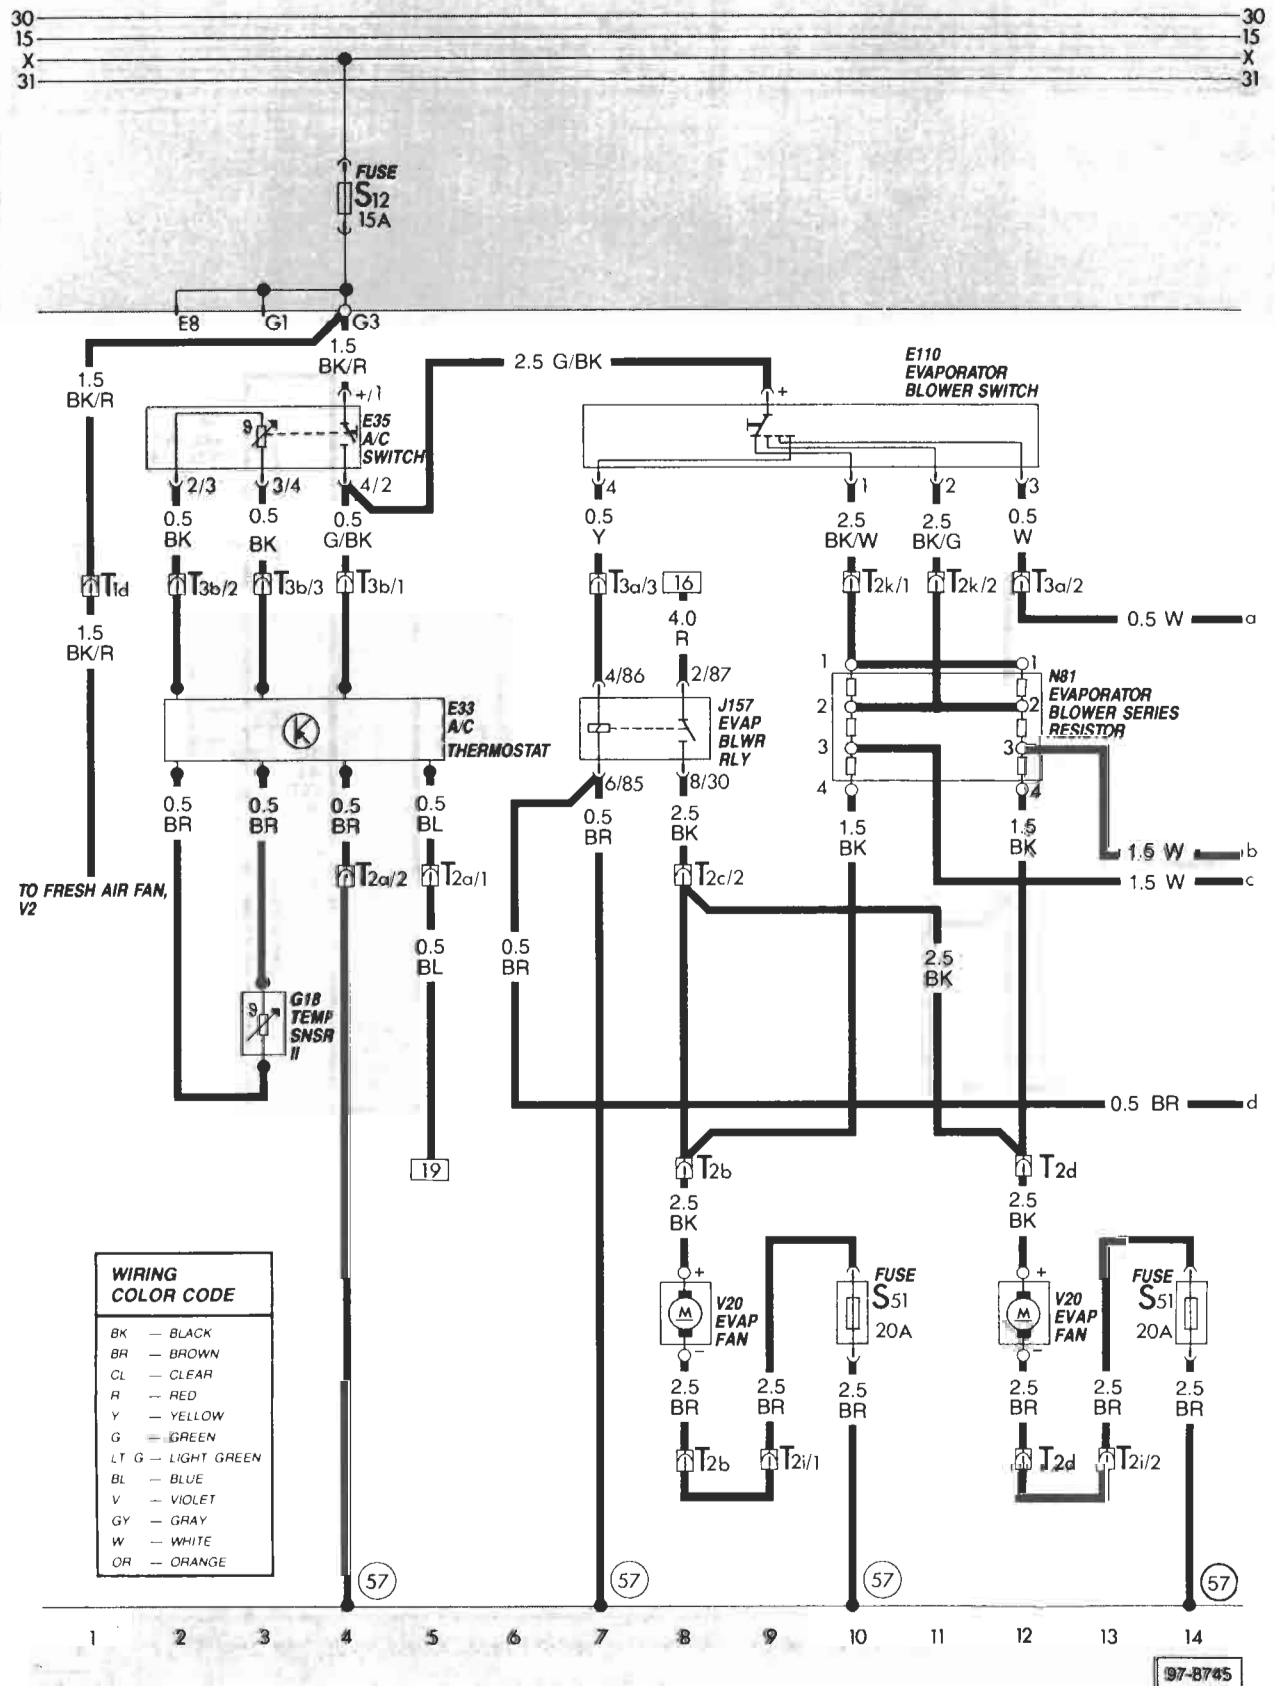 30 30
15 15
X X
31 31
FUSE
S12
15A
E8 G1 G3
1.5
BK/R
1.5
BK/R
+/1
2.5 G/BK
+
E110
EVAPORATOR
BLOWER SWITCH
E35
A/C
SWITCH
2/3 3/4 4/2 4 1 2 3
0.5
BK
0.5
BK
0.5
G/BK
0.5
Y
2.5
BK/W
2.5
BK/G
0.5
W
T1d T3b/2 T3b/3 T3b/1 T3a/3 16 T2k/1 T2k/2 T3a/2
1.5
BK/R
4.0
R
0.5 W a
4/86 2/87
1 1
2 2
3 3
4 4
N81
EVAPORATOR
BLOWER SERIES
RESISTOR
E33
A/C
THERMOSTAT
J157
EVAP
BLWR
RLY
6/85 8/30
0.5
BR
0.5
BR
0.5
BR
0.5
BL
0.5
BR
2.5
BK
1.5
BK
1.5
BK
1.5 W b
1.5 W c
T2a/2 T2a/1 T2c/2
TO FRESH AIR FAN,
V2
0.5
BL
0.5
BR
2.5
BK
G18
TEMP
SNSR
II
0.5 BR d
19
T2b T2d
2.5
BK
2.5
BK
WIRING
COLOR CODE
BK — BLACK
BR — BROWN
CL — CLEAR
R — RED
Y — YELLOW
G — GREEN
LT G — LIGHT GREEN
BL — BLUE
V — VIOLET
GY — GRAY
W — WHITE
OR — ORANGE
+ M −
V20
EVAP
FAN
FUSE
S51
20A
+ M −
V20
EVAP
FAN
FUSE
S51
20A
2.5
BR
2.5
BR
2.5
BR
2.5
BR
2.5
BR
2.5
BR
T2b T2i/1 T2d T2i/2
57 57 57 57
1 2 3 4 5 6 7 8 9 10 11 12 13 14
97-8745